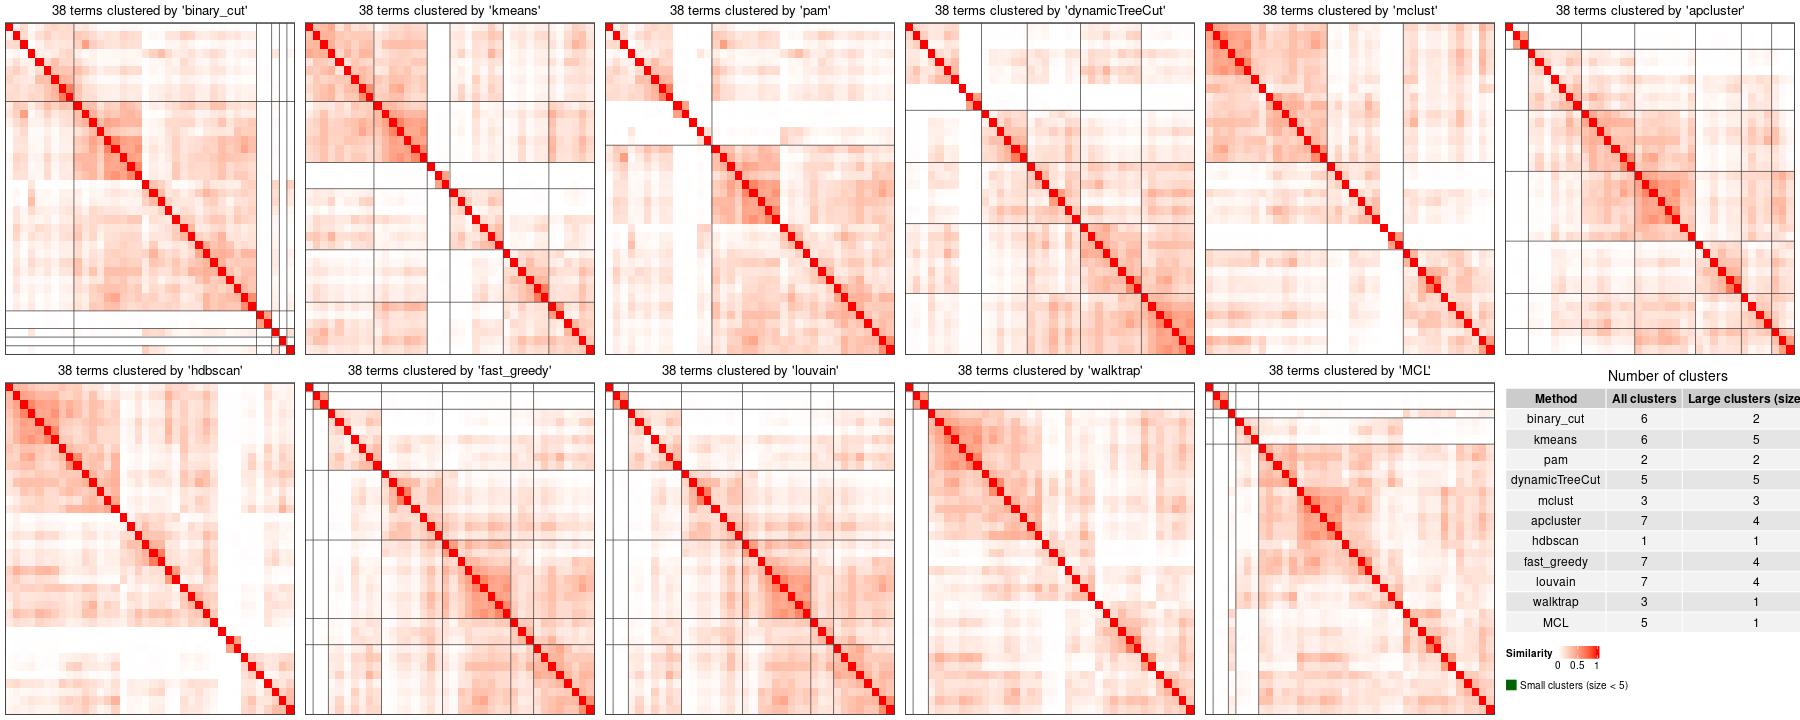 38 terms clustered by 'binary_cut'
38 terms clustered by 'kmeans'
38 terms clustered by 'pam'
38 terms clustered by 'dynamicTreeCut'
38 terms clustered by 'mclust'
38 terms clustered by 'apcluster'
38 terms clustered by 'hdbscan'
38 terms clustered by 'fast_greedy'
38 terms clustered by 'louvain'
38 terms clustered by 'walktrap'
38 terms clustered by 'MCL'
Number of clusters
Method All clusters Large clusters (size
binary_cut 6 2
kmeans 6 5
pam 2 2
dynamicTreeCut 5 5
mclust 3 3
apcluster 7 4
hdbscan 1 1
fast_greedy 7 4
louvain 7 4
walktrap 3 1
MCL 5 1
Similarity
0 0.5 1
Small clusters (size < 5)